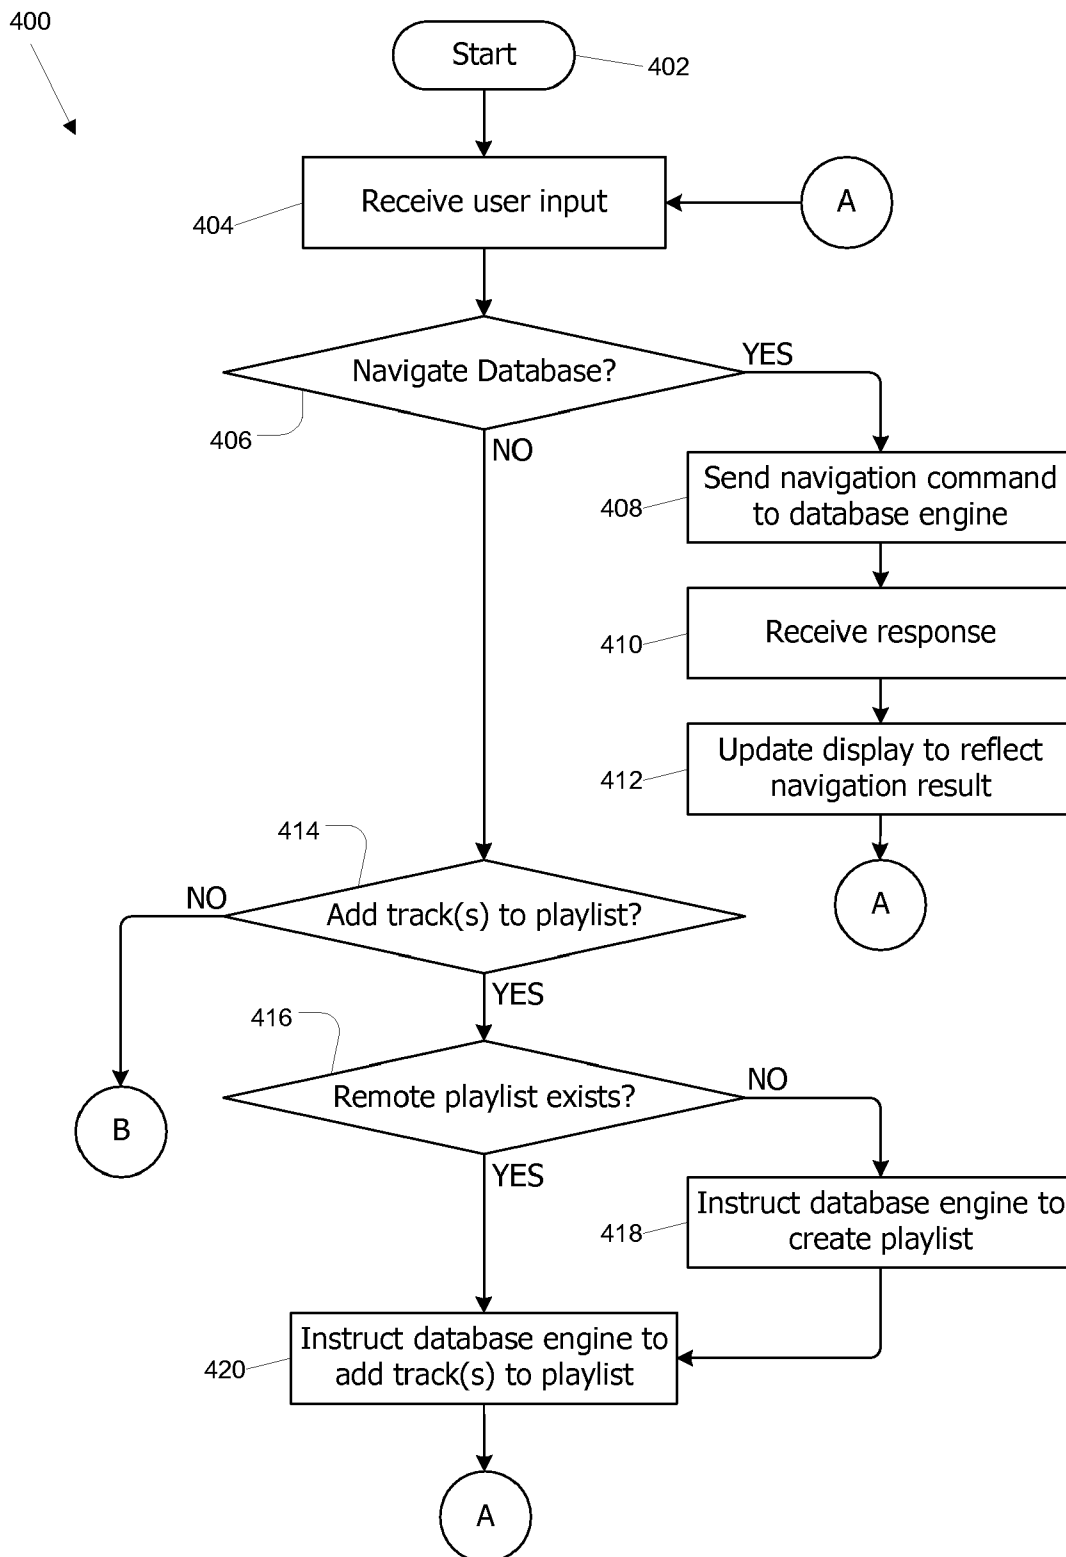 400
Start
402
Receive user input
A
404
Navigate Database?
YES
406
NO
Send navigation command
to database engine
408
Receive response
410
Update display to reflect
navigation result
412
414
NO
Add track(s) to playlist?
A
YES
416
Remote playlist exists?
NO
B
YES
Instruct database engine to
create playlist
418
Instruct database engine to
add track(s) to playlist
420
A